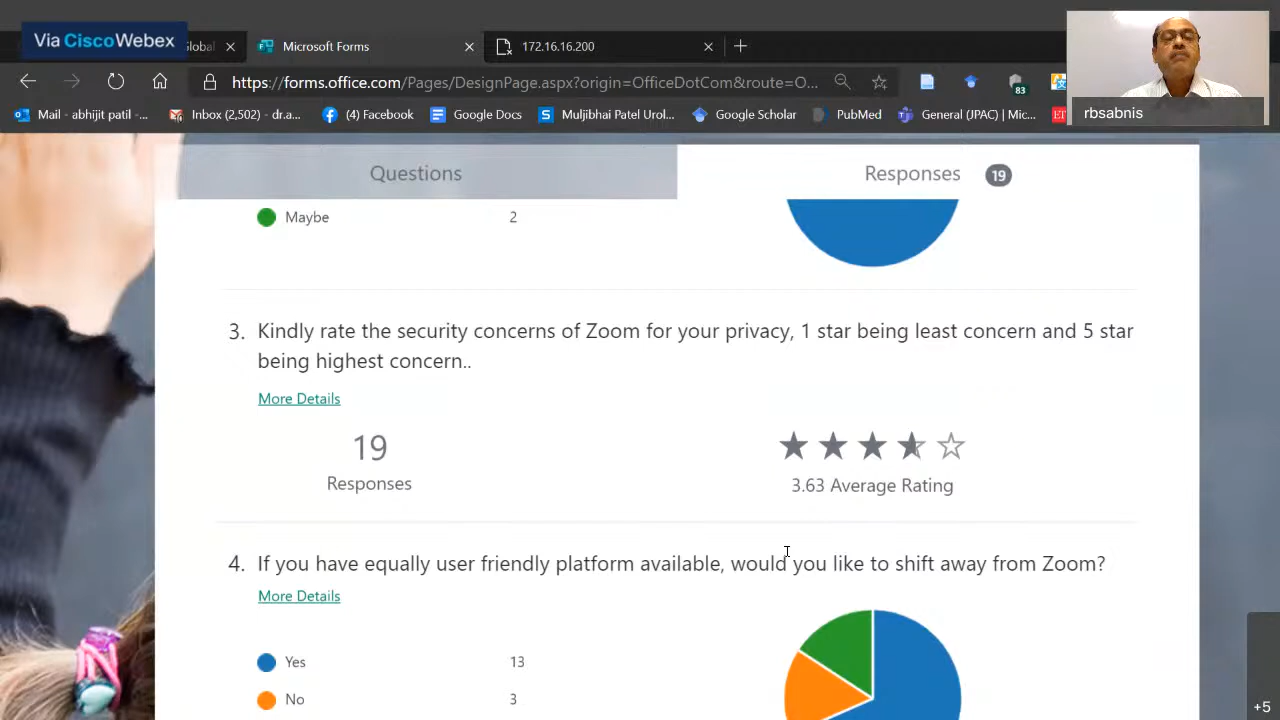 Via CiscoWebex
Global
Microsoft Forms
172.16.16.200
https://forms.office.com/Pages/DesignPage.aspx?origin=OfficeDotCom&route=O...
83
Mail - abhijit patil -...
Inbox (2,502) - dr.a...
(4) Facebook
Google Docs
Muljibhai Patel Urol...
Google Scholar
PubMed
General (JPAC) | Mic...
ET
rbsabnis
Questions
Responses 19
Maybe 2
3. Kindly rate the security concerns of Zoom for your privacy, 1 star being least concern and 5 star
being highest concern..
More Details
19
Responses
3.63 Average Rating
4. If you have equally user friendly platform available, would you like to shift away from Zoom?
More Details
Yes 13
No 3
+5